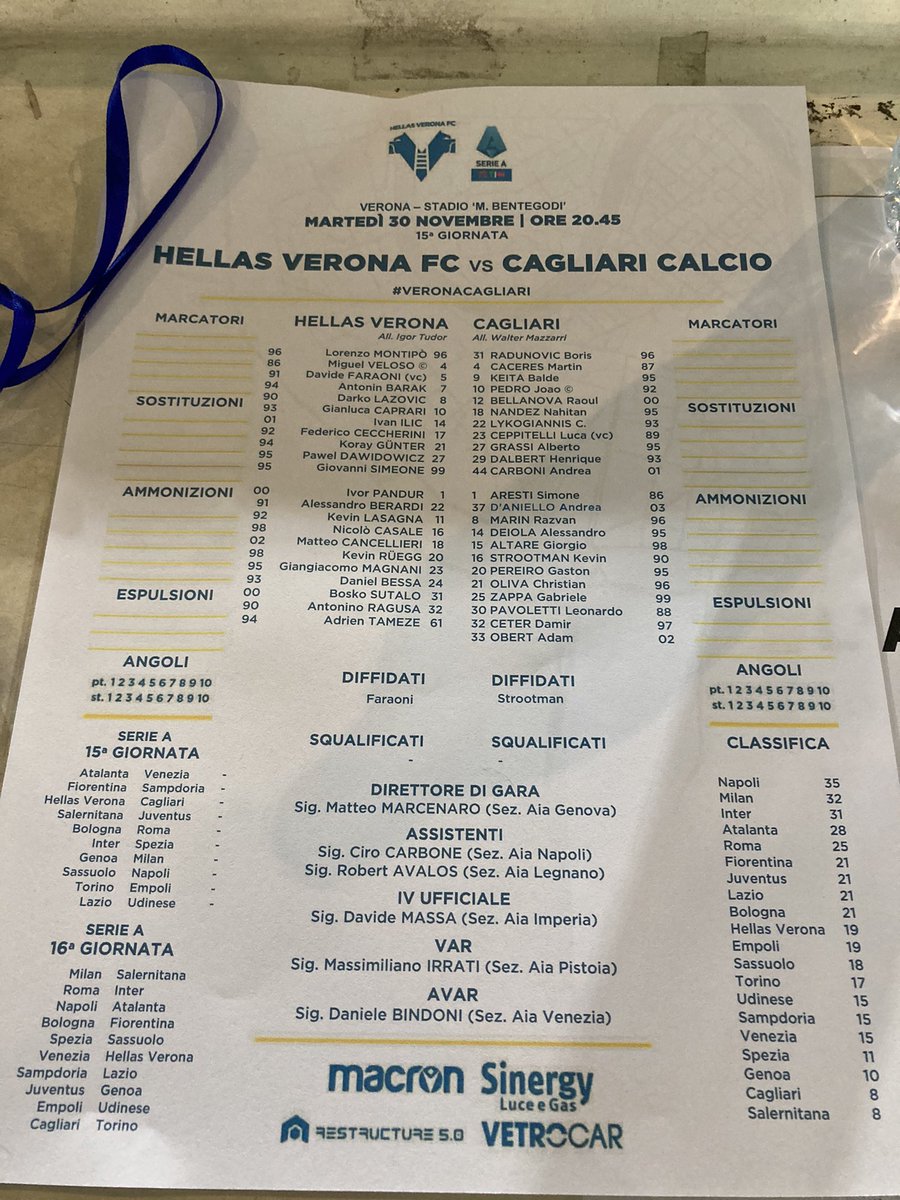 HELLAS VERONA FC
SERIE A
TIM
VERONA – STADIO 'M. BENTEGODI'
MARTEDÌ 30 NOVEMBRE | ORE 20.45
15ª GIORNATA
HELLAS VERONA FC VS CAGLIARI CALCIO
#VERONACAGLIARI
MARCATORI
SOSTITUZIONI
AMMONIZIONI
ESPULSIONI
ANGOLI
pt. 1 2 3 4 5 6 7 8 9 10
st. 1 2 3 4 5 6 7 8 9 10
HELLAS VERONA
All. Igor Tudor
96 Lorenzo MONTIPÒ 96
86 Miguel VELOSO © 4
91 Davide FARAONI (vc) 5
94 Antonin BARAK 7
90 Darko LAZOVIC 8
93 Gianluca CAPRARI 10
01 Ivan ILIC 14
92 Federico CECCHERINI 17
94 Koray GÜNTER 21
95 Pawel DAWIDOWICZ 27
95 Giovanni SIMEONE 99
00 Ivor PANDUR 1
91 Alessandro BERARDI 22
92 Kevin LASAGNA 11
98 Nicolò CASALE 16
02 Matteo CANCELLIERI 18
98 Kevin RÜEGG 20
95 Giangiacomo MAGNANI 23
93 Daniel BESSA 24
00 Bosko SUTALO 31
90 Antonino RAGUSA 32
94 Adrien TAMEZE 61
CAGLIARI
All. Walter Mazzarri
31 RADUNOVIC Boris 96
4 CACERES Martin 87
9 KEITA Balde 95
10 PEDRO Joao © 92
12 BELLANOVA Raoul 00
18 NANDEZ Nahitan 95
22 LYKOGIANNIS C. 93
23 CEPPITELLI Luca (vc) 89
27 GRASSI Alberto 95
29 DALBERT Henrique 93
44 CARBONI Andrea 01
1 ARESTI Simone 86
37 D'ANIELLO Andrea 03
8 MARIN Razvan 96
14 DEIOLA Alessandro 95
15 ALTARE Giorgio 98
16 STROOTMAN Kevin 90
20 PEREIRO Gaston 95
21 OLIVA Christian 96
25 ZAPPA Gabriele 99
30 PAVOLETTI Leonardo 88
32 CETER Damir 97
33 OBERT Adam 02
MARCATORI
SOSTITUZIONI
AMMONIZIONI
ESPULSIONI
ANGOLI
pt. 1 2 3 4 5 6 7 8 9 10
st. 1 2 3 4 5 6 7 8 9 10
DIFFIDATI
Faraoni
DIFFIDATI
Strootman
SQUALIFICATI
-
SQUALIFICATI
-
SERIE A
15ª GIORNATA
Atalanta Venezia -
Fiorentina Sampdoria -
Hellas Verona Cagliari -
Salernitana Juventus -
Bologna Roma -
Inter Spezia -
Genoa Milan -
Sassuolo Napoli -
Torino Empoli -
Lazio Udinese -
SERIE A
16ª GIORNATA
Milan Salernitana
Roma Inter
Napoli Atalanta
Bologna Fiorentina
Spezia Sassuolo
Venezia Hellas Verona
Sampdoria Lazio
Juventus Genoa
Empoli Udinese
Cagliari Torino
DIRETTORE DI GARA
Sig. Matteo MARCENARO (Sez. Aia Genova)
ASSISTENTI
Sig. Ciro CARBONE (Sez. Aia Napoli)
Sig. Robert AVALOS (Sez. Aia Legnano)
IV UFFICIALE
Sig. Davide MASSA (Sez. Aia Imperia)
VAR
Sig. Massimiliano IRRATI (Sez. Aia Pistoia)
AVAR
Sig. Daniele BINDONI (Sez. Aia Venezia)
CLASSIFICA
Napoli 35
Milan 32
Inter 31
Atalanta 28
Roma 25
Fiorentina 21
Juventus 21
Lazio 21
Bologna 21
Hellas Verona 19
Empoli 19
Sassuolo 18
Torino 17
Udinese 15
Sampdoria 15
Venezia 15
Spezia 11
Genoa 10
Cagliari 8
Salernitana 8
macron
Sinergy
Luce e Gas
RESTRUCTURE 5.0
VETROCAR